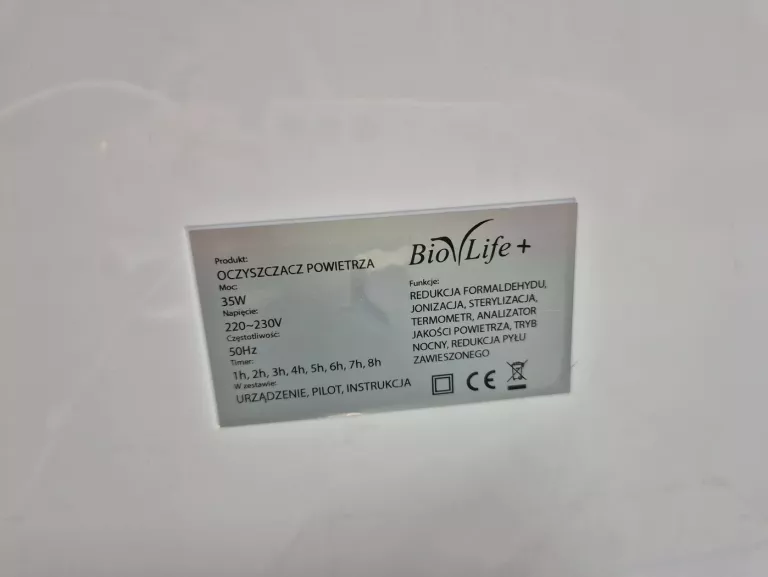 Produkt:
OCZYSZCZACZ POWIETRZA
Moc:
35W
Napięcie:
220~230V
Częstotliwość:
50Hz
Timer:
1h, 2h, 3h, 4h, 5h, 6h, 7h, 8h
W zestawie:
URZĄDZENIE, PILOT, INSTRUKCJA
Bio Life +
Funkcje:
REDUKCJA FORMALDEHYDU,
JONIZACJA, STERYLIZACJA,
TERMOMETR, ANALIZATOR
JAKOŚCI POWIETRZA, TRYB
NOCNY, REDUKCJA PYŁU
ZAWIESZONEGO
CE